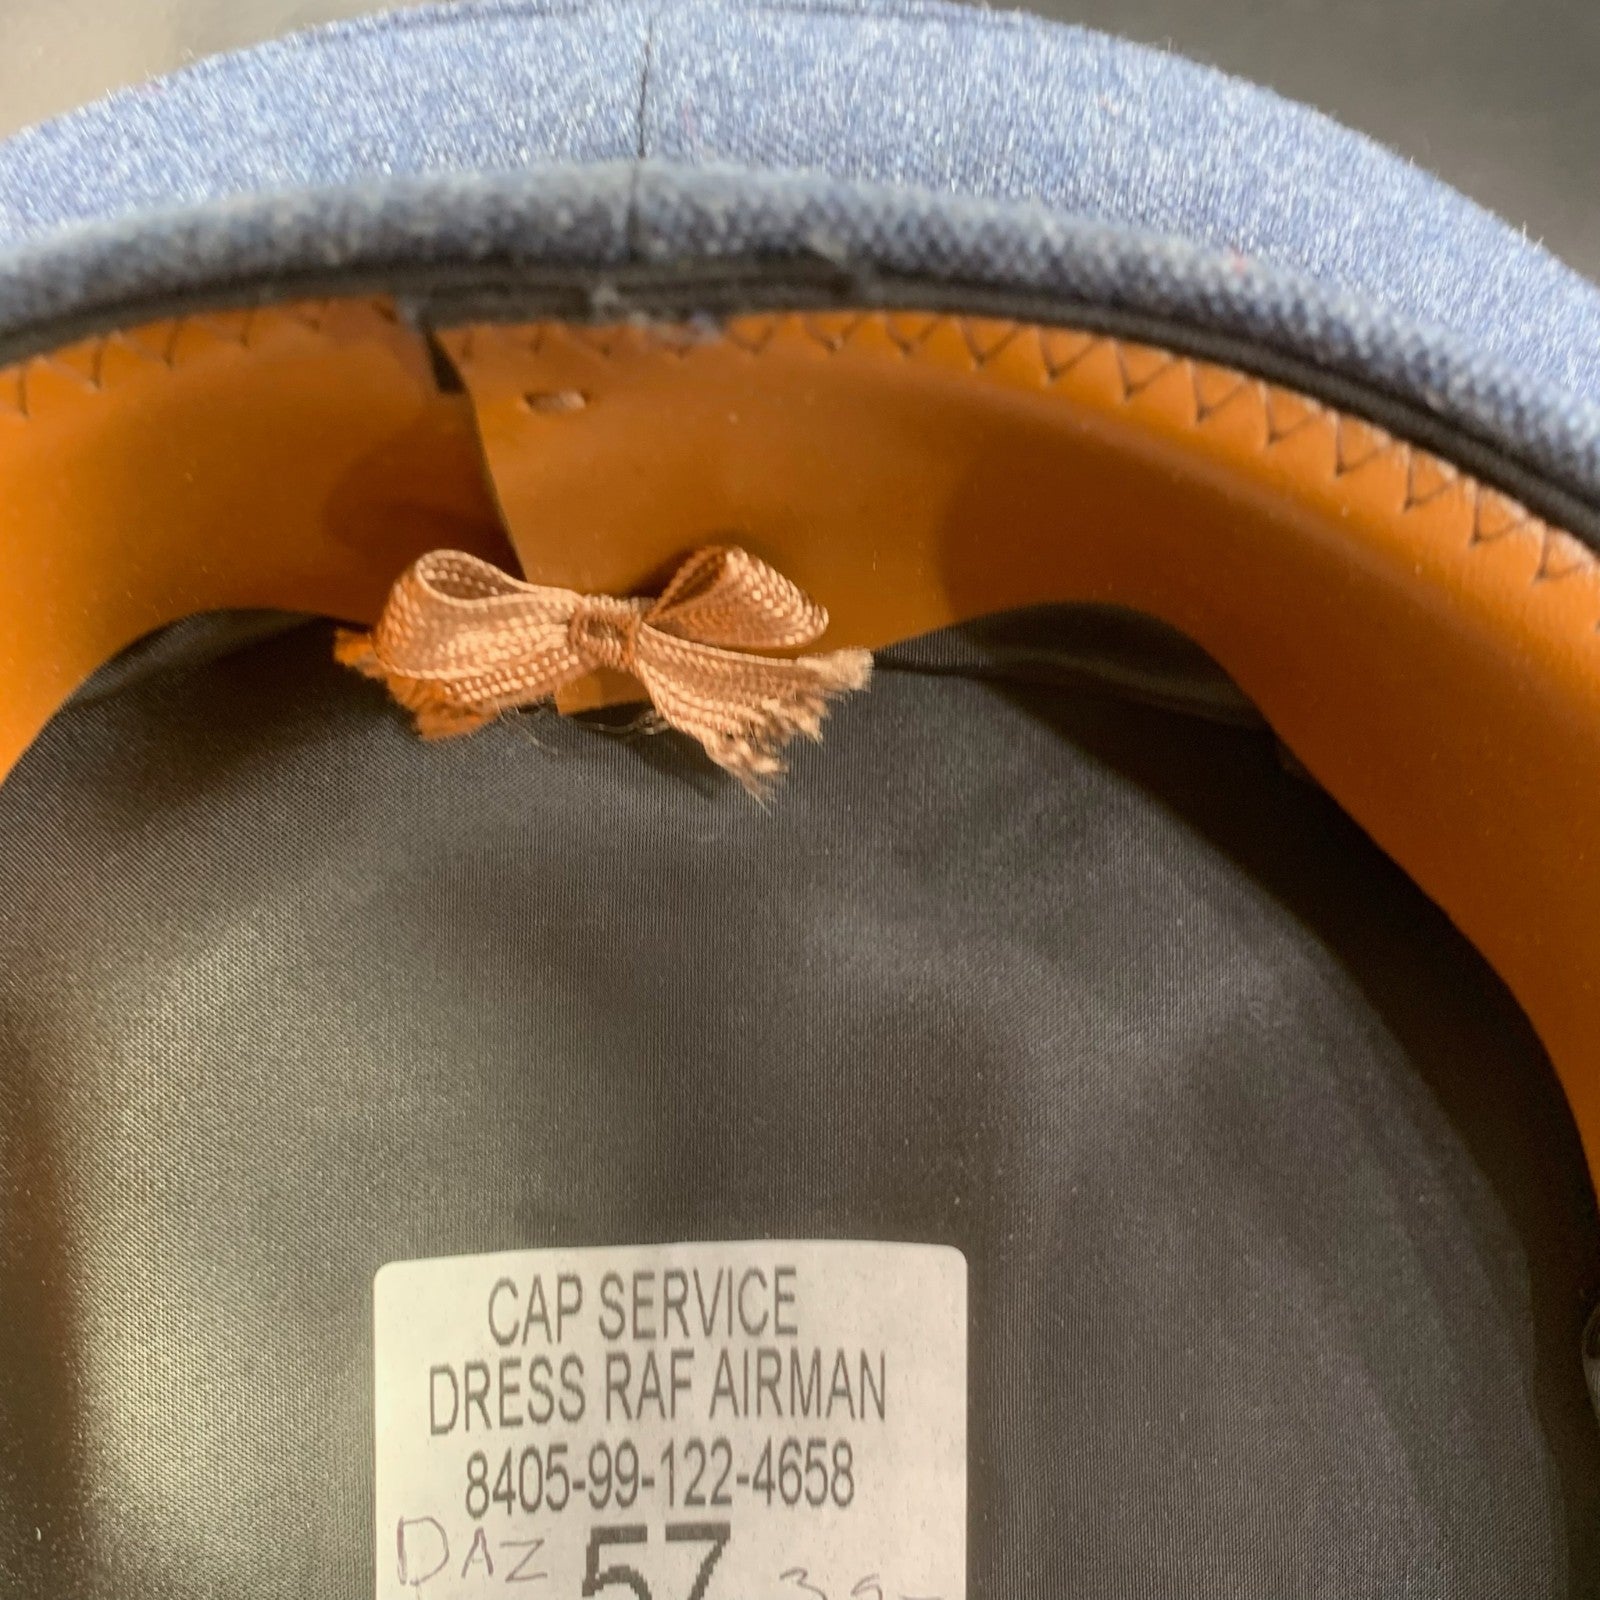 CAP SERVICE
DRESS RAF AIRMAN
8405-99-122-4658
DAZ 57